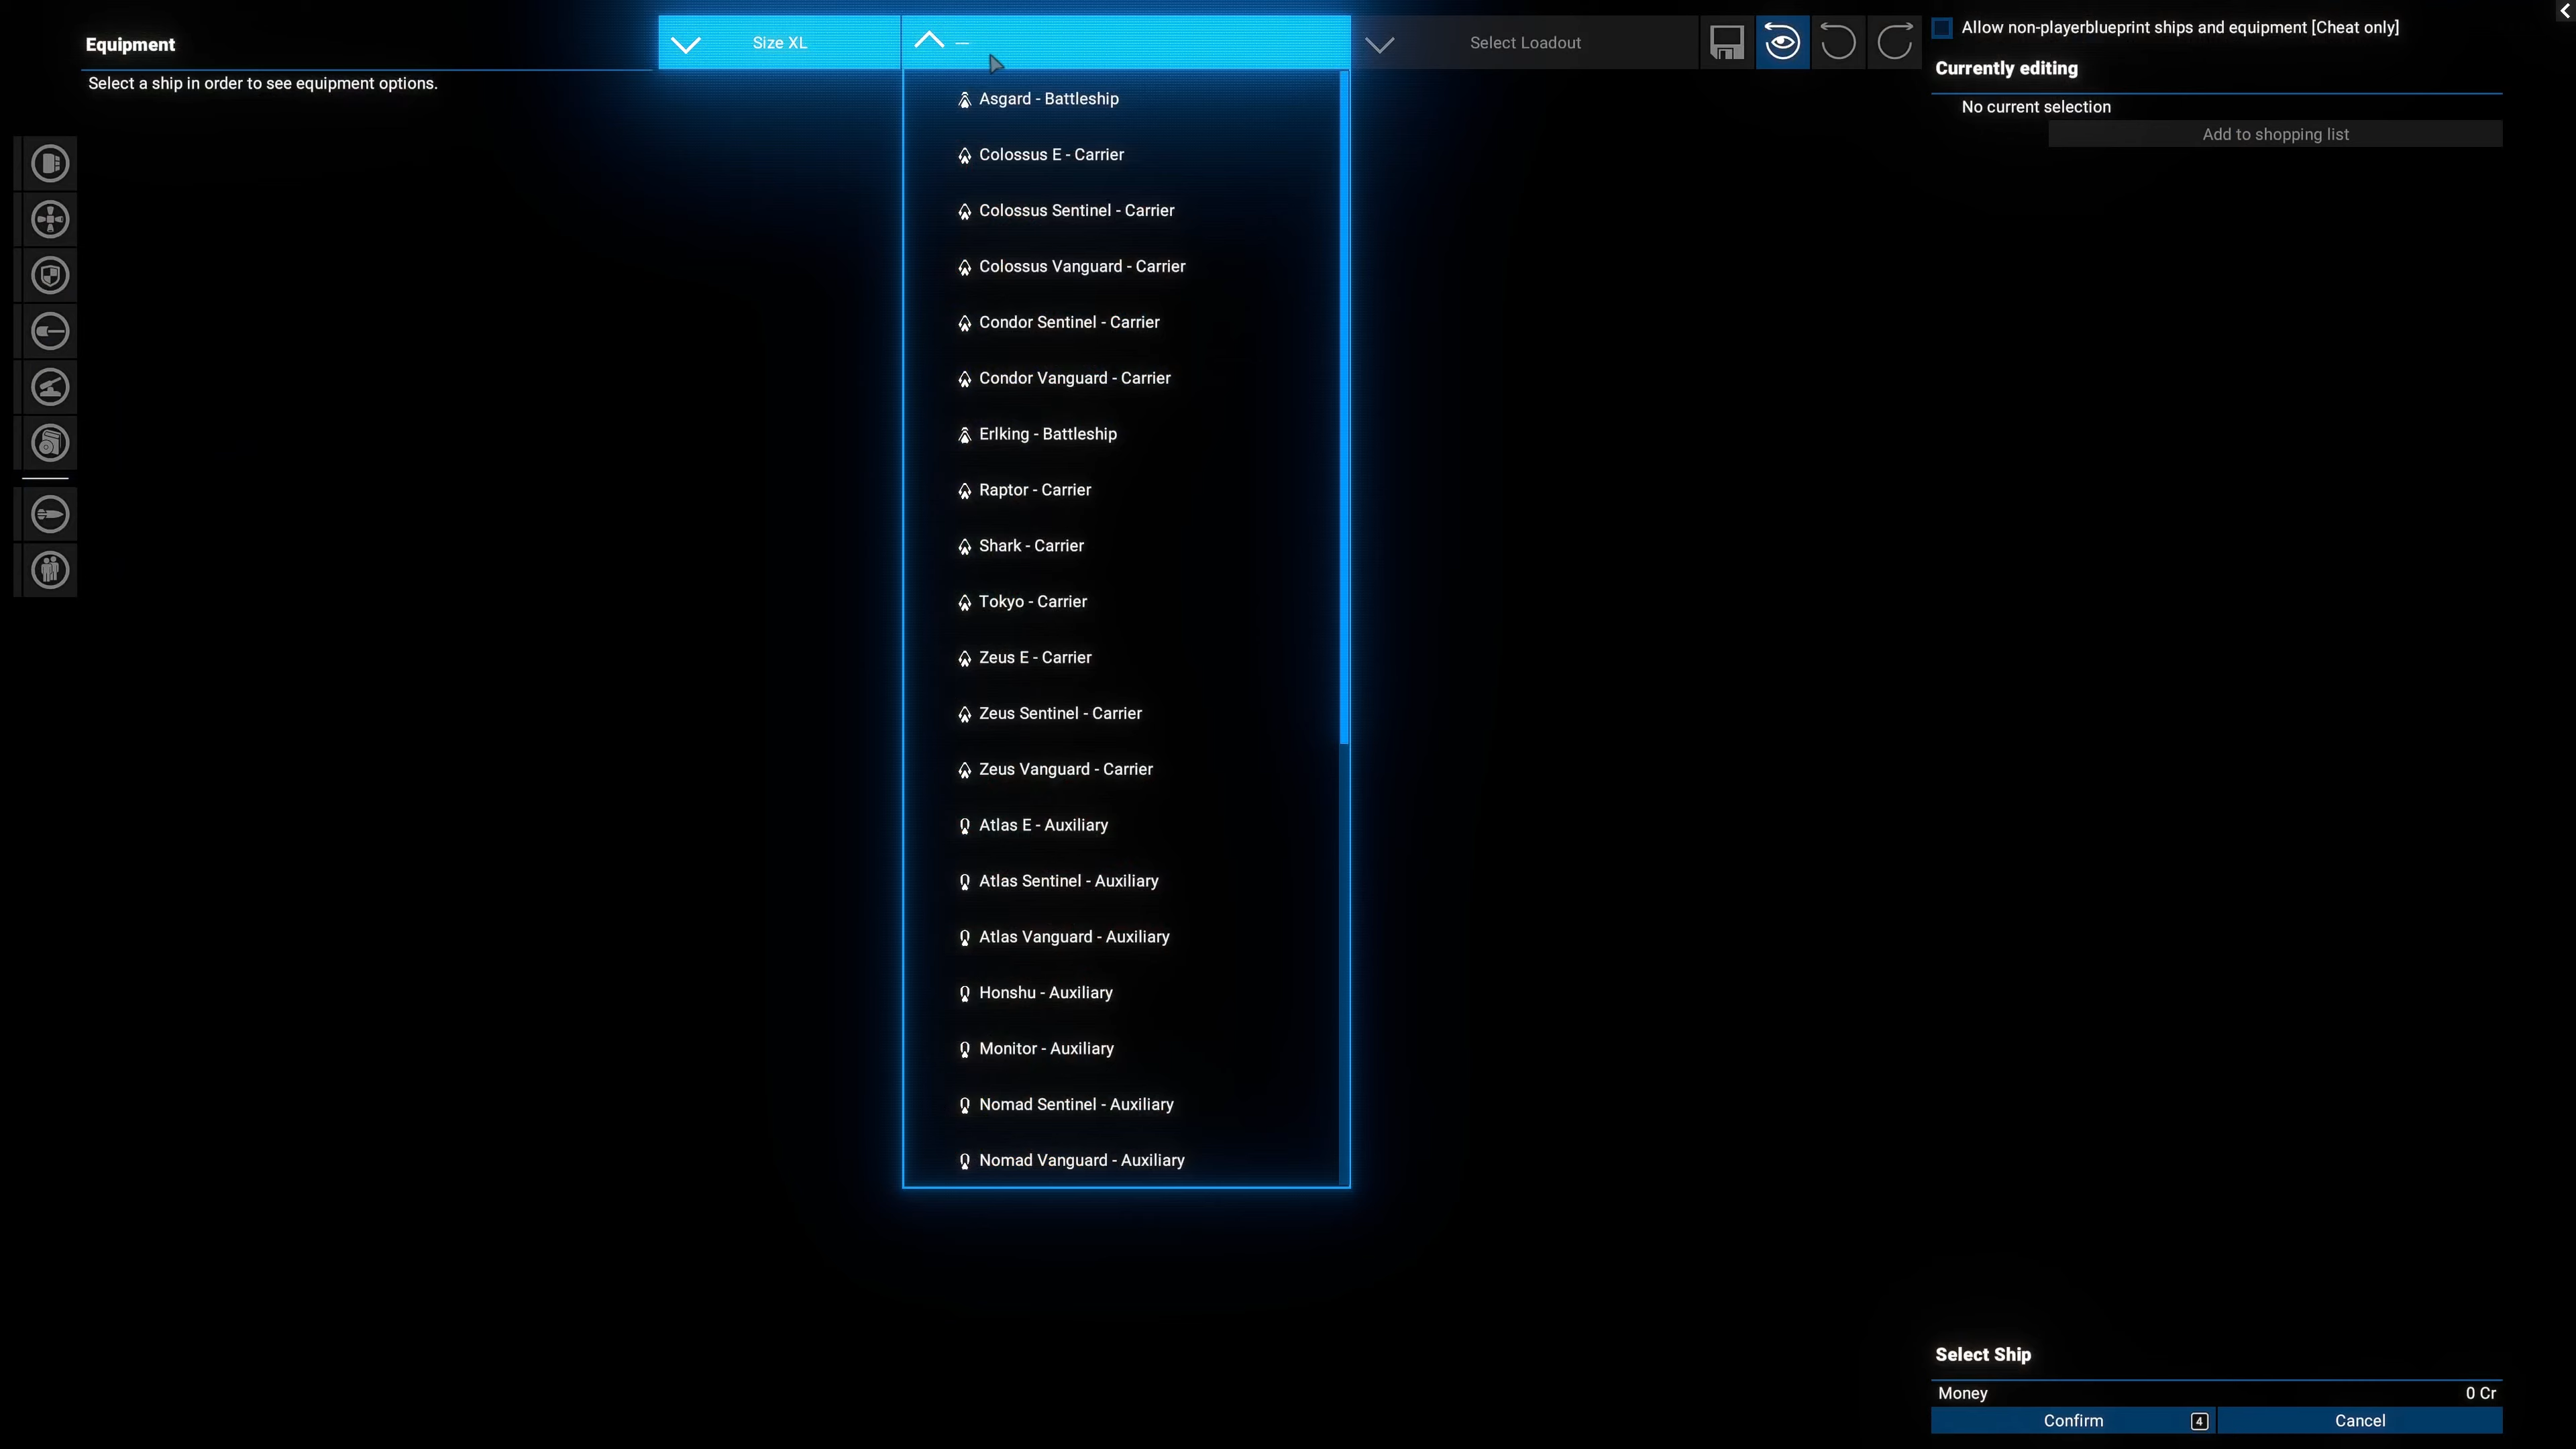 Equipment
Select a ship in order to see equipment options.
Size XL
—
Select Loadout
Allow non-playerblueprint ships and equipment [Cheat only]
Currently editing
No current selection
Add to shopping list
Asgard - Battleship
Colossus E - Carrier
Colossus Sentinel - Carrier
Colossus Vanguard - Carrier
Condor Sentinel - Carrier
Condor Vanguard - Carrier
Erlking - Battleship
Raptor - Carrier
Shark - Carrier
Tokyo - Carrier
Zeus E - Carrier
Zeus Sentinel - Carrier
Zeus Vanguard - Carrier
Atlas E - Auxiliary
Atlas Sentinel - Auxiliary
Atlas Vanguard - Auxiliary
Honshu - Auxiliary
Monitor - Auxiliary
Nomad Sentinel - Auxiliary
Nomad Vanguard - Auxiliary
Select Ship
Money 0 Cr
Confirm 4 Cancel